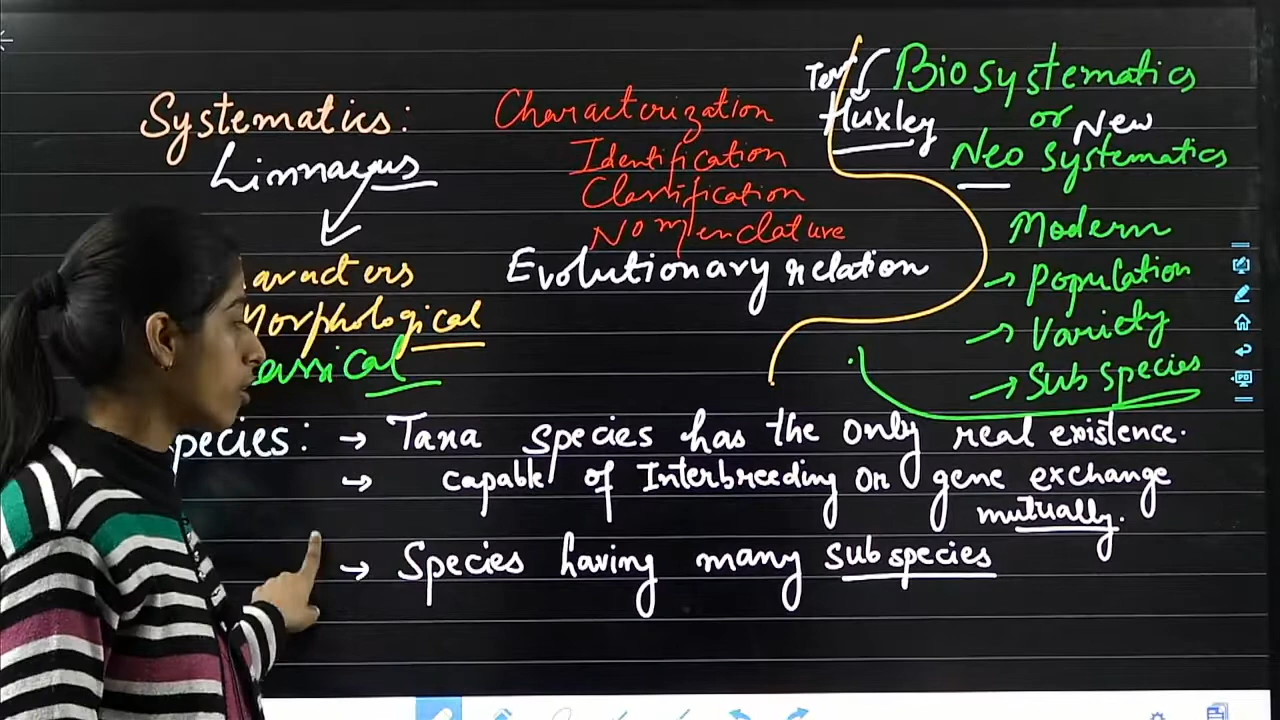 Systematics:
Linnaeus
aracters
Morphological
assical
Characterization
Identification
Classification
Nomenclature
Evolutionary relation
Term
Huxley
Biosystematics
or New
Neo Systematics
Modern
→ Population
→ Variety
→ Sub species
pecies: → Taxa species has the only real existence.
→ capable of Interbreeding or gene exchange
mutually.
→ Species having many subspecies